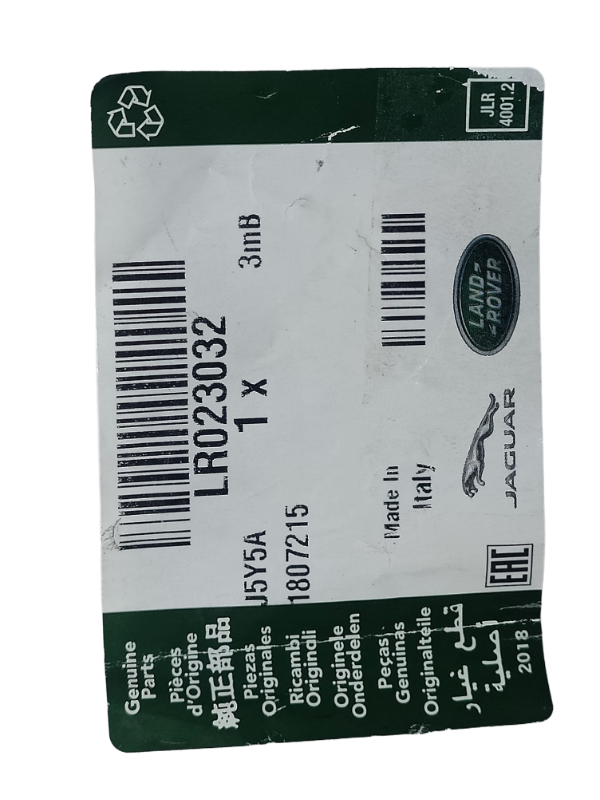 Genuine
Parts
Pièces
d'Origine
純正部品
Piezas
Originales
Ricambi
Originali
Originele
Onderdelen
Peças
Genuinas
Originalteile
قطع غيار
أصلية
2018
LR023032
1 X
3mB
J5Y5A
1807215
Made In
Italy
LAND-
-ROVER
JAGUAR
EAC
JLR
4001.2